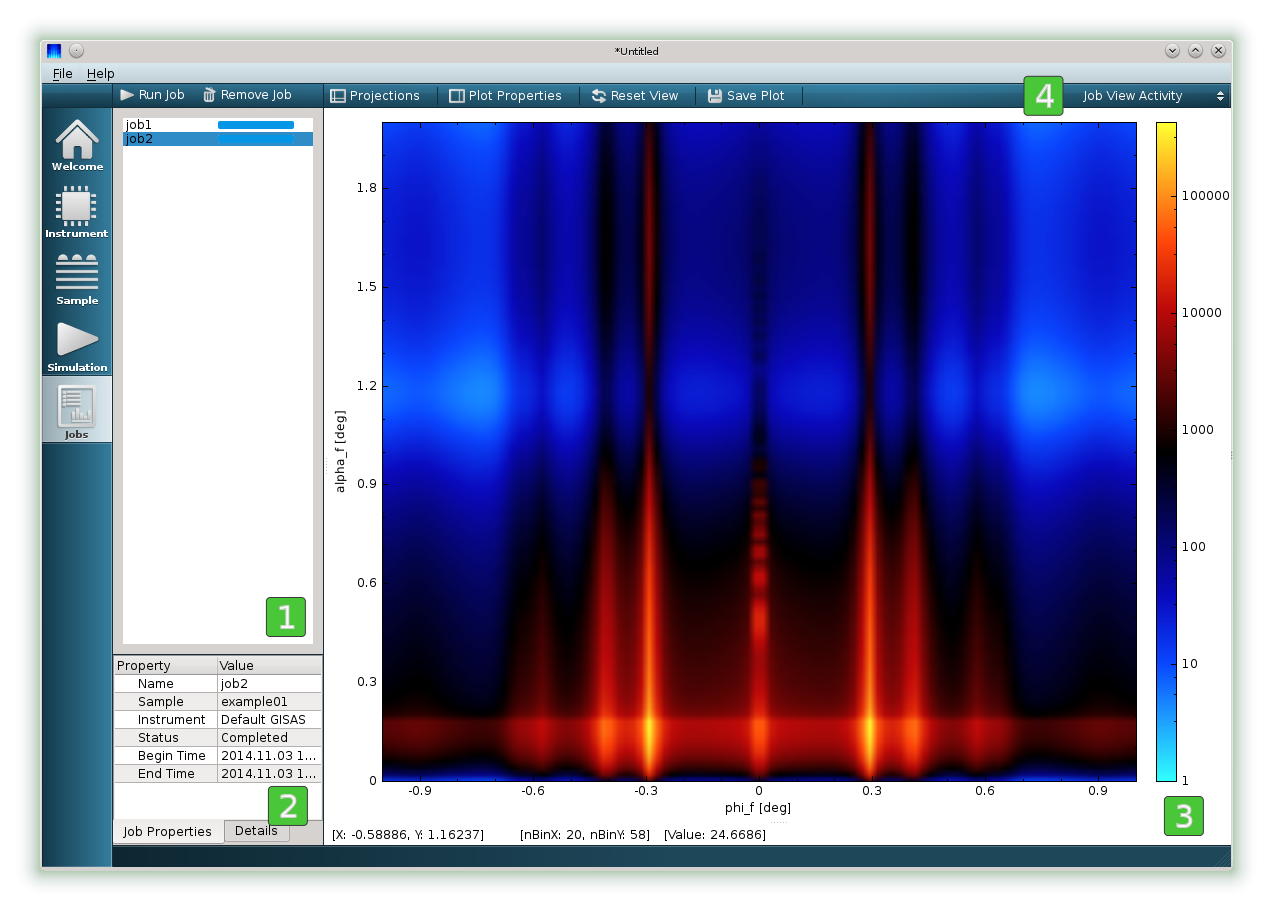 *Untitled
File Help
Run Job Remove Job Projections Plot Properties Reset View Save Plot 4 Job View Activity
Welcome
Instrument
Sample
Simulation
Jobs
job1
job2
1
Property Value
Name job2
Sample example01
Instrument Default GISAS
Status Completed
Begin Time 2014.11.03 1...
End Time 2014.11.03 1...
2
Job Properties Details
alpha_f [deg]
1.8
1.5
1.2
0.9
0.6
0.3
0
-0.9 -0.6 -0.3 0 0.3 0.6 0.9
phi_f [deg]
100000
10000
1000
100
10
1
3
[X: -0.58886, Y: 1.16237] [nBinX: 20, nBinY: 58] [Value: 24.6686]